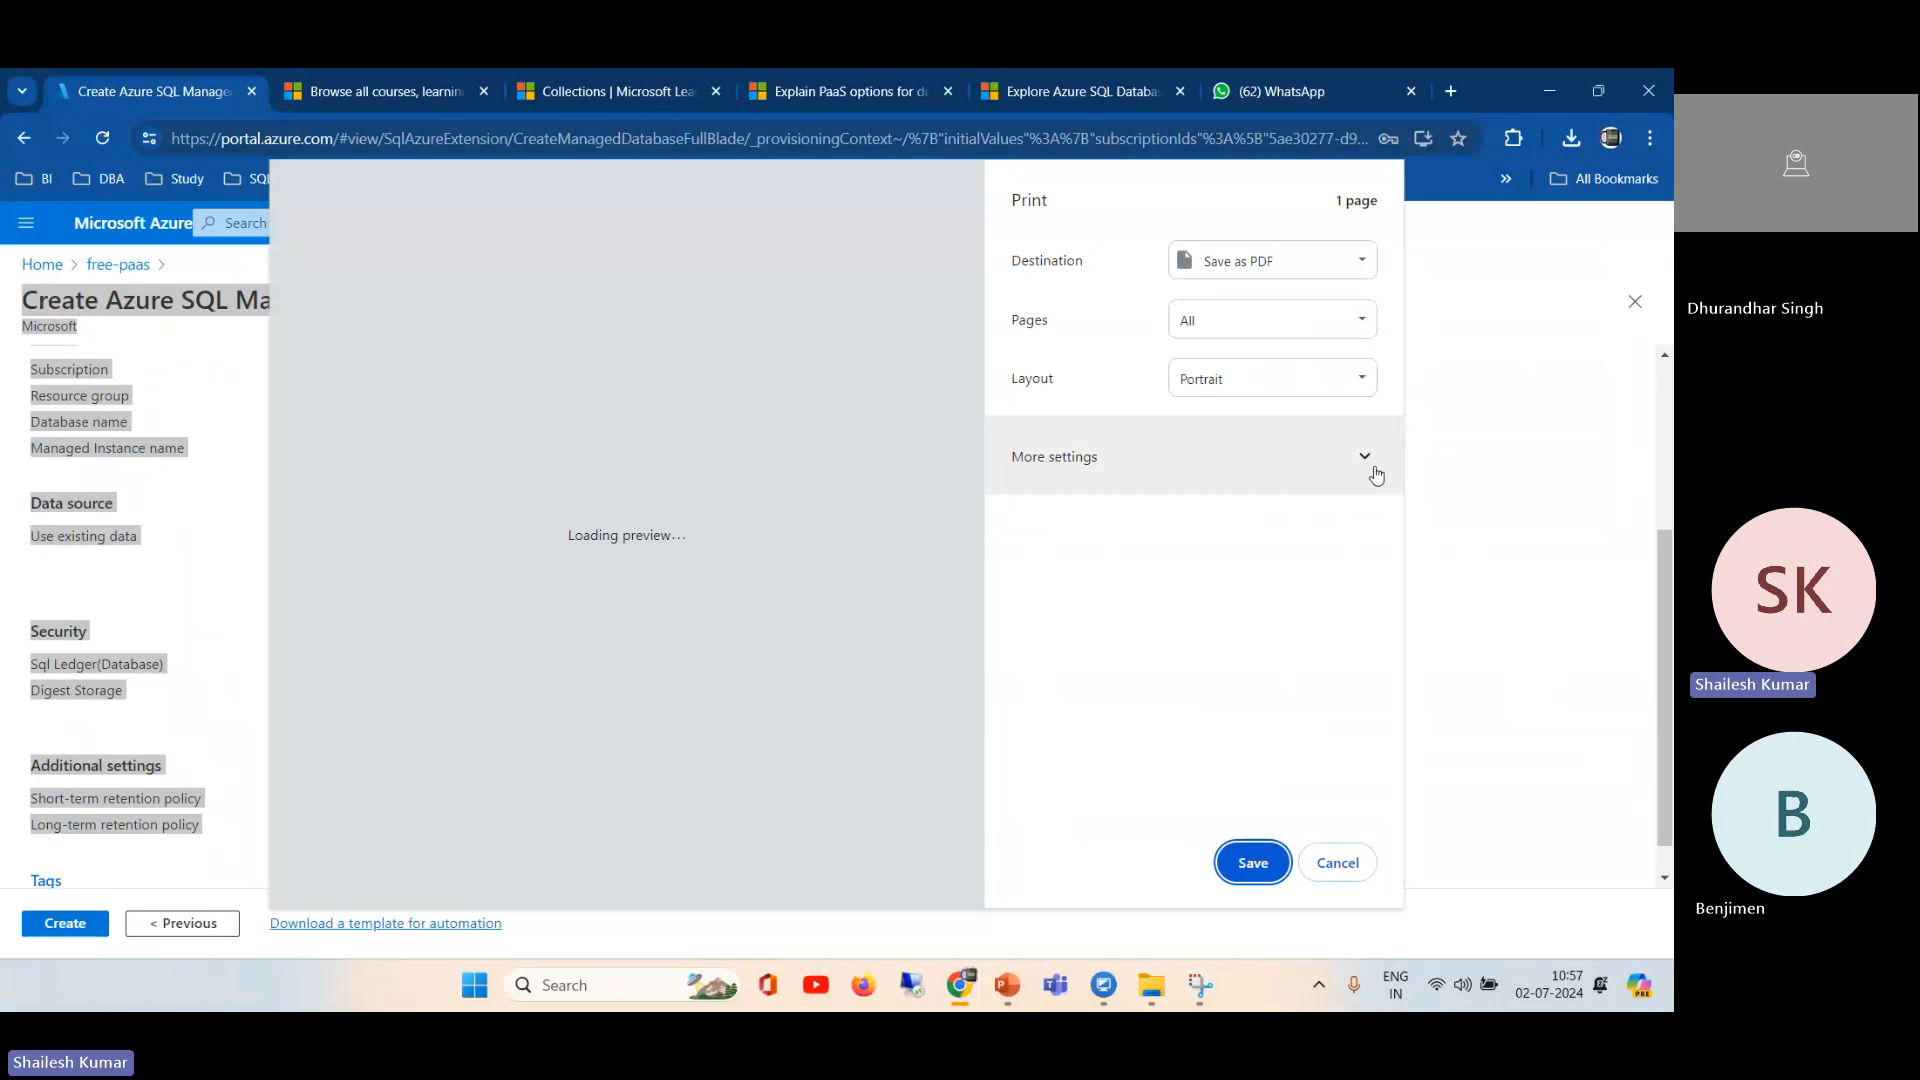 Create Azure SQL Manage
Browse all courses, learnin
Collections | Microsoft Lea
Explain PaaS options for de
Explore Azure SQL Databa
(62) WhatsApp
https://portal.azure.com/#view/SqlAzureExtension/CreateManagedDatabaseFullBlade/_provisioningContext~/%7B"initialValues"%3A%7B"subscriptionIds"%3A%5B"5ae30277-d9...
BI
DBA
Study
SQL
All Bookmarks
Microsoft Azure
Search
Home > free-paas >
Create Azure SQL Ma
Microsoft
Subscription
Resource group
Database name
Managed Instance name
Data source
Use existing data
Security
Sql Ledger(Database)
Digest Storage
Additional settings
Short-term retention policy
Long-term retention policy
Tags
Create
< Previous
Download a template for automation
Loading preview...
Print
1 page
Destination
Save as PDF
Pages
All
Layout
Portrait
More settings
Save
Cancel
Dhurandhar Singh
SK
Shailesh Kumar
B
Benjimen
Search
ENG
IN
10:57
02-07-2024
PRE
Shailesh Kumar